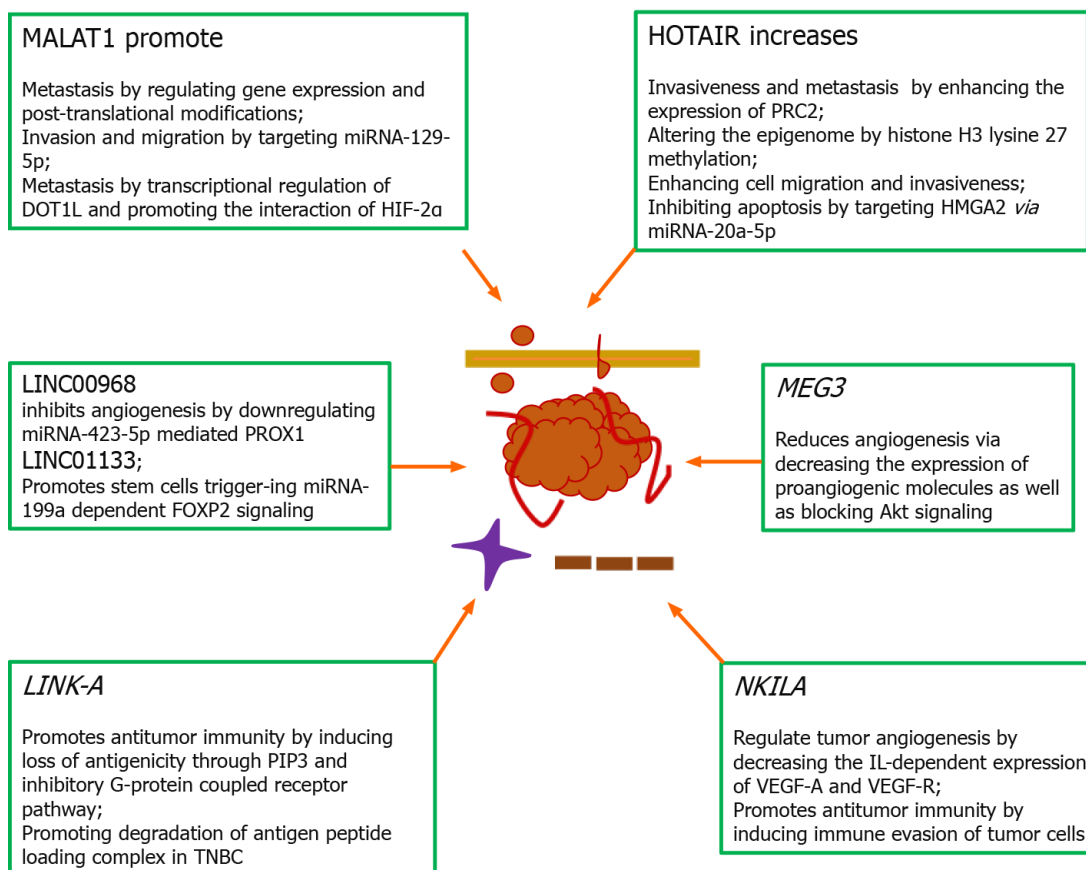 MALAT1 promote
Metastasis by regulating gene expression and
post-translational modifications;
Invasion and migration by targeting miRNA-129-
5p;
Metastasis by transcriptional regulation of
DOT1L and promoting the interaction of HIF-2α
HOTAIR increases
Invasiveness and metastasis by enhancing the
expression of PRC2;
Altering the epigenome by histone H3 lysine 27
methylation;
Enhancing cell migration and invasiveness;
Inhibiting apoptosis by targeting HMGA2 via
miRNA-20a-5p
LINC00968
inhibits angiogenesis by downregulating
miRNA-423-5p mediated PROX1
LINC01133;
Promotes stem cells trigger-ing miRNA-
199a dependent FOXP2 signaling
MEG3
Reduces angiogenesis via
decreasing the expression of
proangiogenic molecules as well
as blocking Akt signaling
LINK-A
Promotes antitumor immunity by inducing
loss of antigenicity through PIP3 and
inhibitory G-protein coupled receptor
pathway;
Promoting degradation of antigen peptide
loading complex in TNBC
NKILA
Regulate tumor angiogenesis by
decreasing the IL-dependent expression
of VEGF-A and VEGF-R;
Promotes antitumor immunity by
inducing immune evasion of tumor cells